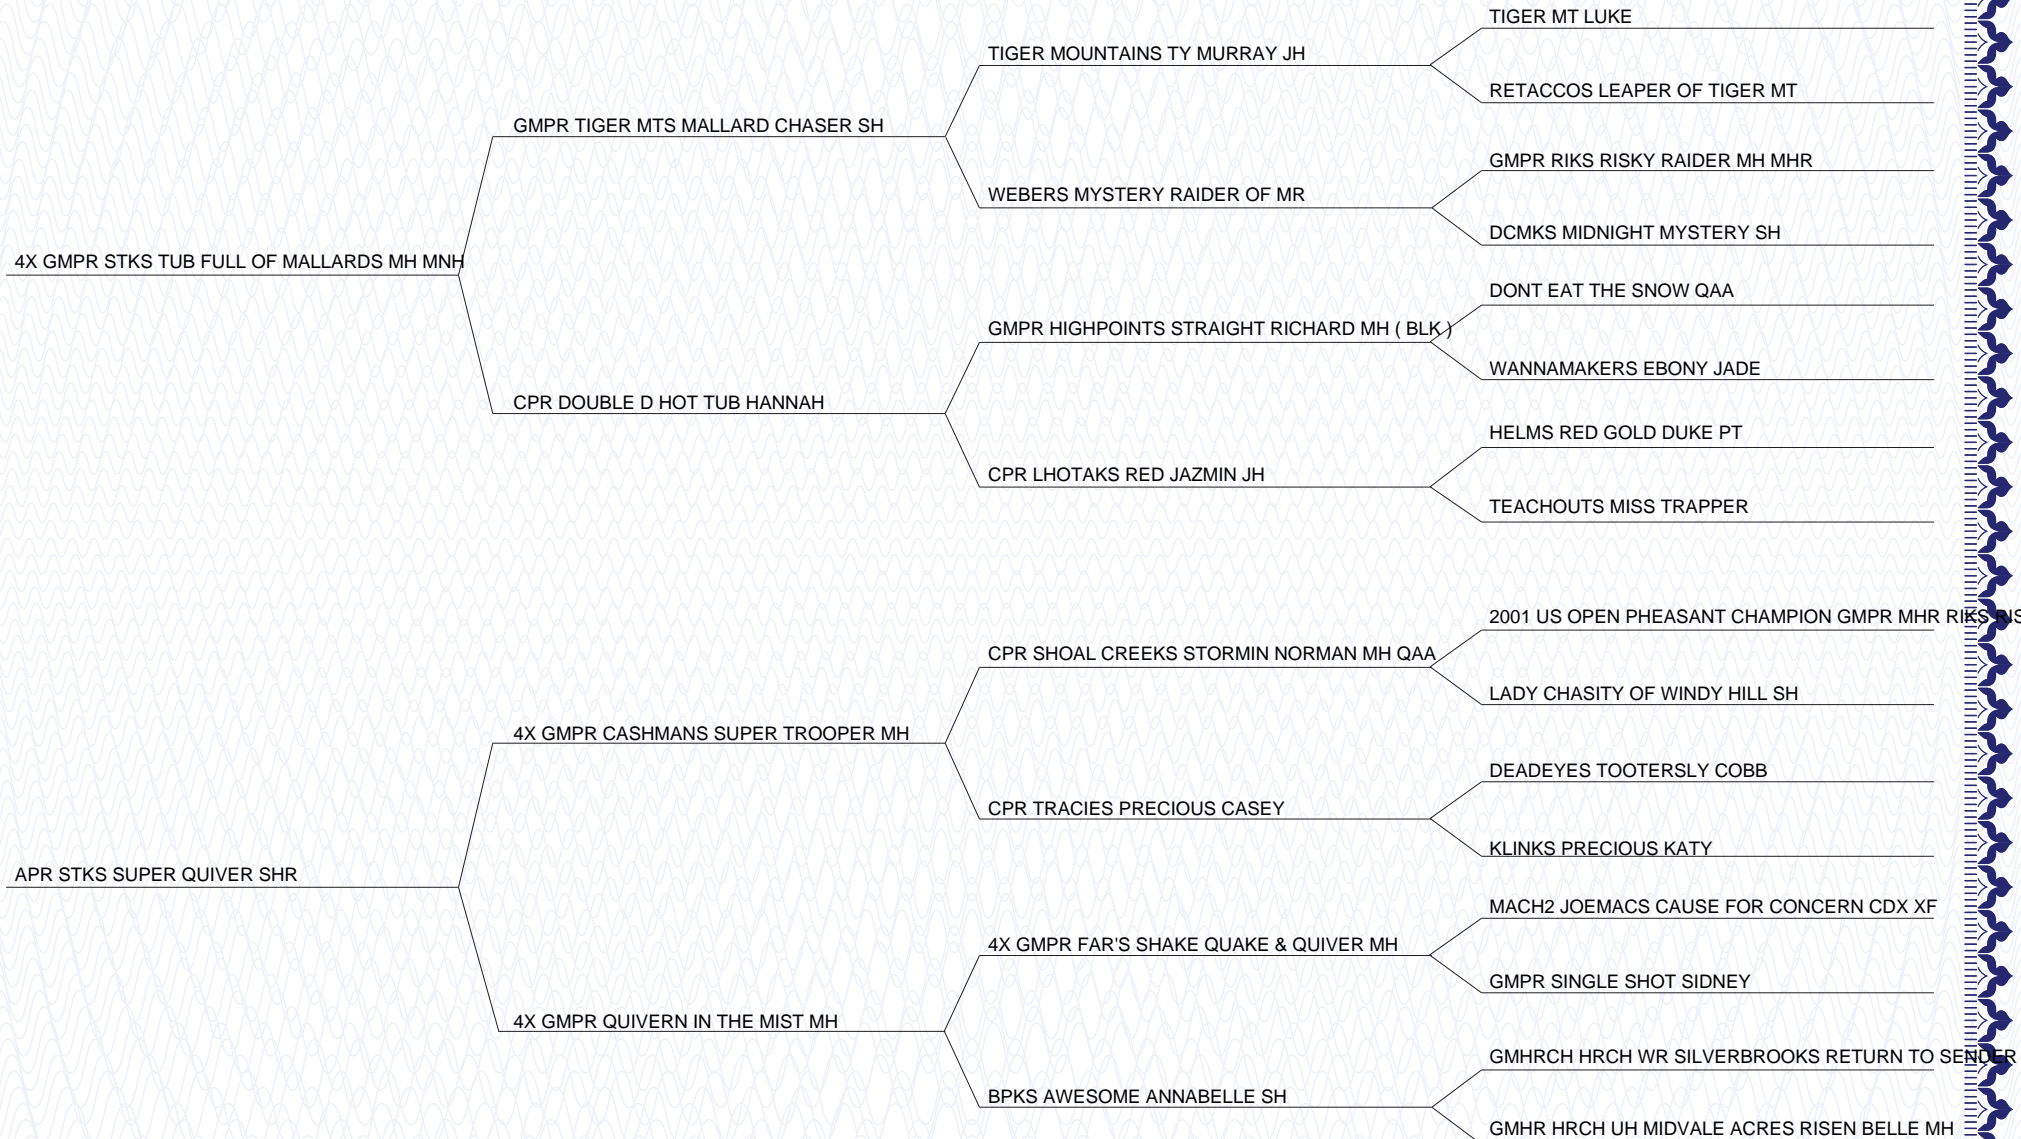 TIGER MT LUKE
TIGER MOUNTAINS TY MURRAY JH
RETACCOS LEAPER OF TIGER MT
GMPR TIGER MTS MALLARD CHASER SH
GMPR RIKS RISKY RAIDER MH MHR
WEBERS MYSTERY RAIDER OF MR
DCMKS MIDNIGHT MYSTERY SH
4X GMPR STKS TUB FULL OF MALLARDS MH MNH
DONT EAT THE SNOW QAA
GMPR HIGHPOINTS STRAIGHT RICHARD MH ( BLK )
WANNAMAKERS EBONY JADE
CPR DOUBLE D HOT TUB HANNAH
HELMS RED GOLD DUKE PT
CPR LHOTAKS RED JAZMIN JH
TEACHOUTS MISS TRAPPER
2001 US OPEN PHEASANT CHAMPION GMPR MHR RIKS RIS
CPR SHOAL CREEKS STORMIN NORMAN MH QAA
LADY CHASITY OF WINDY HILL SH
4X GMPR CASHMANS SUPER TROOPER MH
DEADEYES TOOTERSLY COBB
CPR TRACIES PRECIOUS CASEY
KLINKS PRECIOUS KATY
APR STKS SUPER QUIVER SHR
MACH2 JOEMACS CAUSE FOR CONCERN CDX XF
4X GMPR FAR'S SHAKE QUAKE & QUIVER MH
GMPR SINGLE SHOT SIDNEY
4X GMPR QUIVERN IN THE MIST MH
GMHRCH HRCH WR SILVERBROOKS RETURN TO SENDER
BPKS AWESOME ANNABELLE SH
GMHR HRCH UH MIDVALE ACRES RISEN BELLE MH